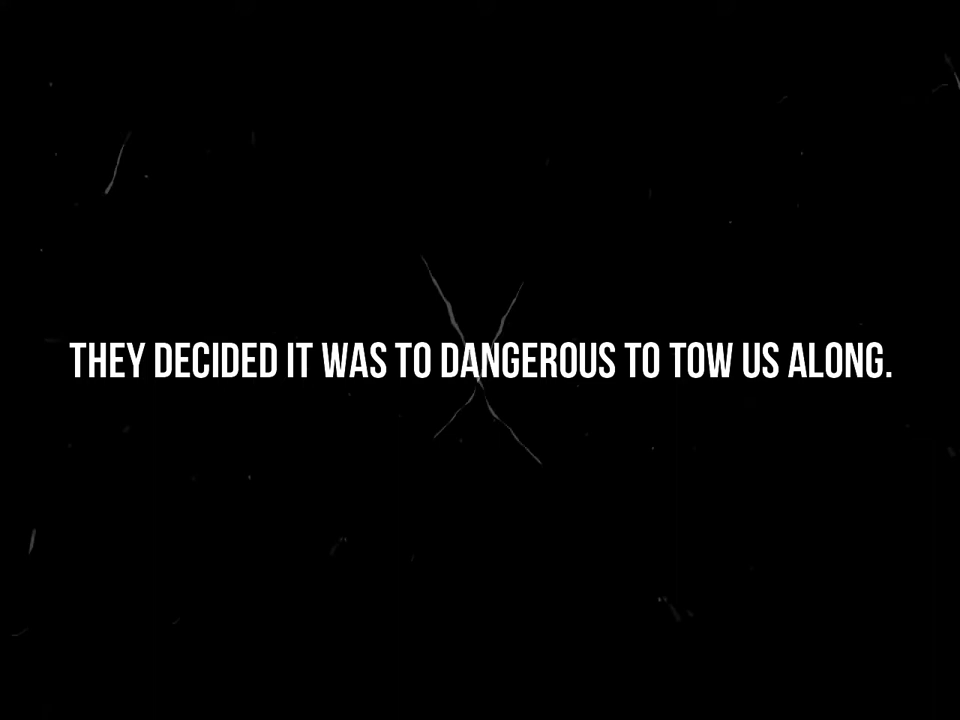 THEY DECIDED IT WAS TO DANGEROUS TO TOW US ALONG.